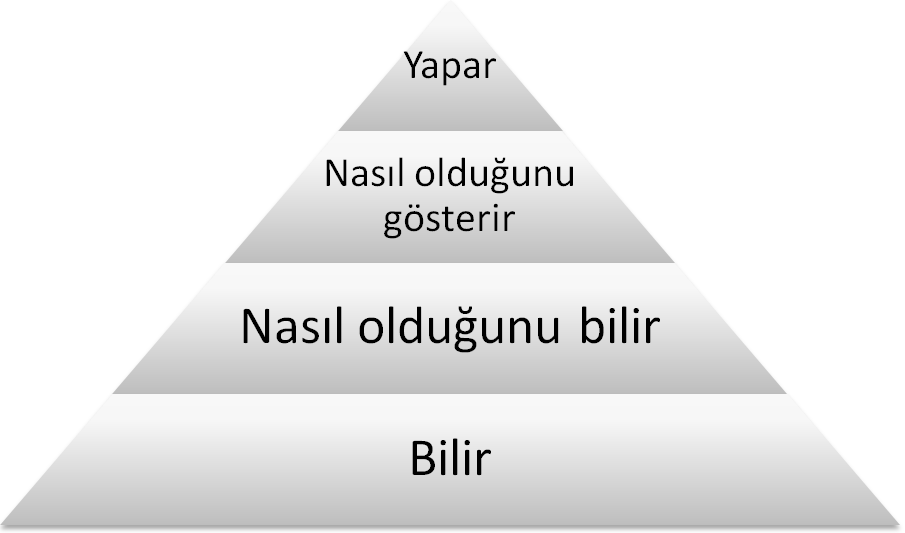 Yapar
Nasıl olduğunu
gösterir
Nasıl olduğunu bilir
Bilir